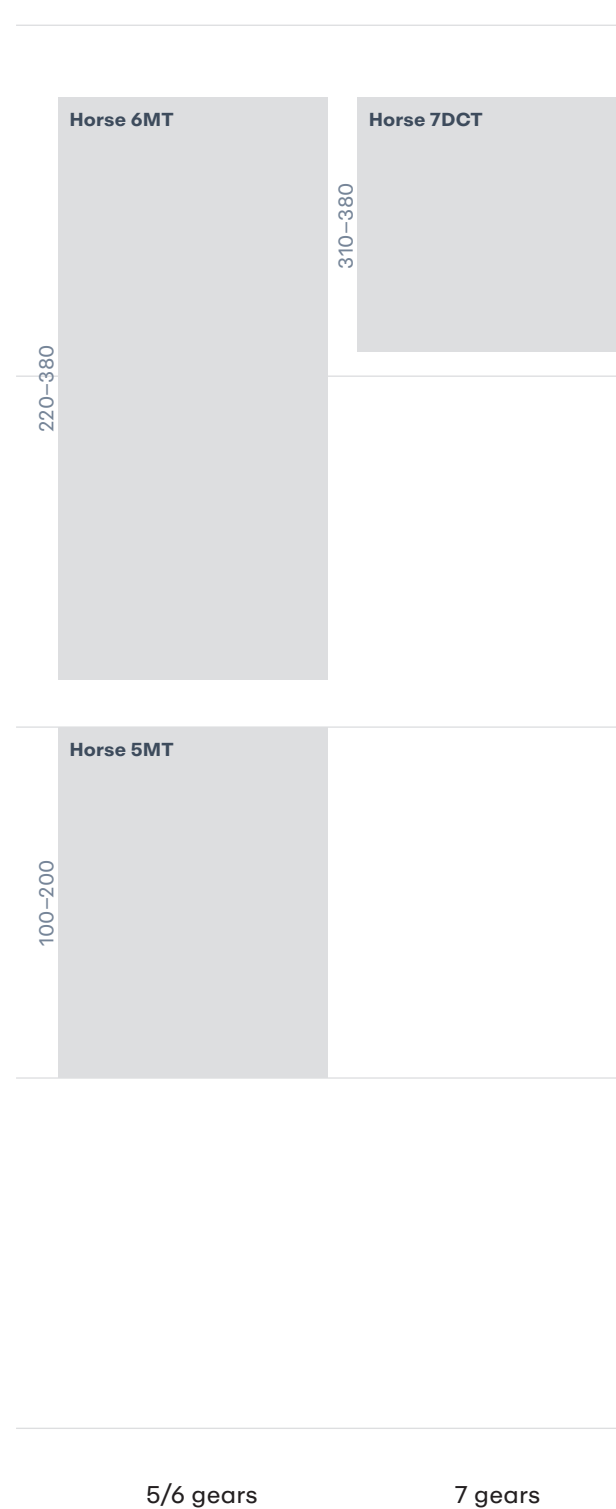 Horse 6MT
Horse 7DCT
310–380
220–380
Horse 5MT
100–200
5/6 gears
7 gears